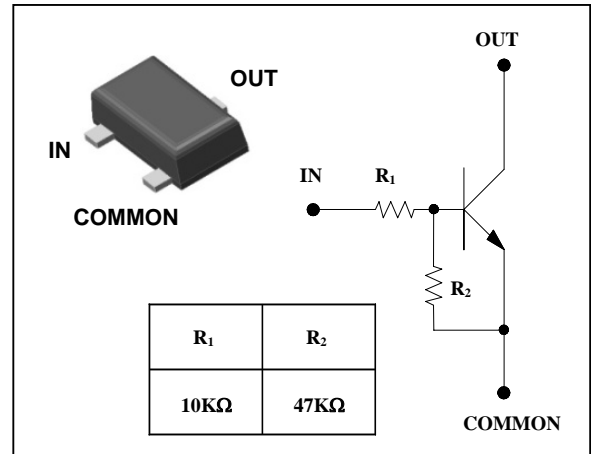 OUT
IN
COMMON
OUT
IN
R₁
R₂
COMMON
R₁ R₂
10KΩ 47KΩ